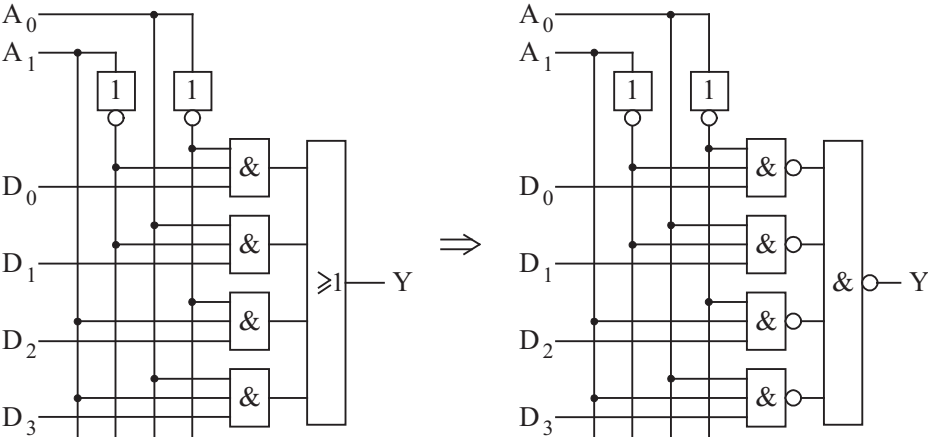 A0 A0
A1 A1
1 1 1 1
& &
D0 D0
& &
D1 D1
⩾1 Y ⇒ & Y
& &
D2 D2
& &
D3 D3